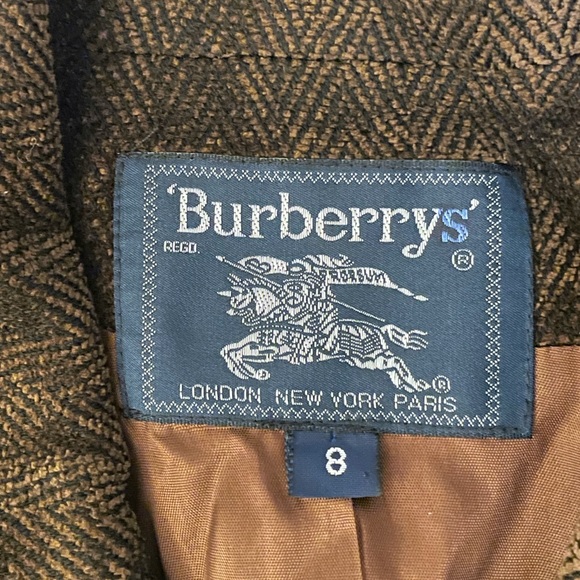 'Burberrys'
REGD. ®
PRORSUM
®
LONDON NEW YORK PARIS
8